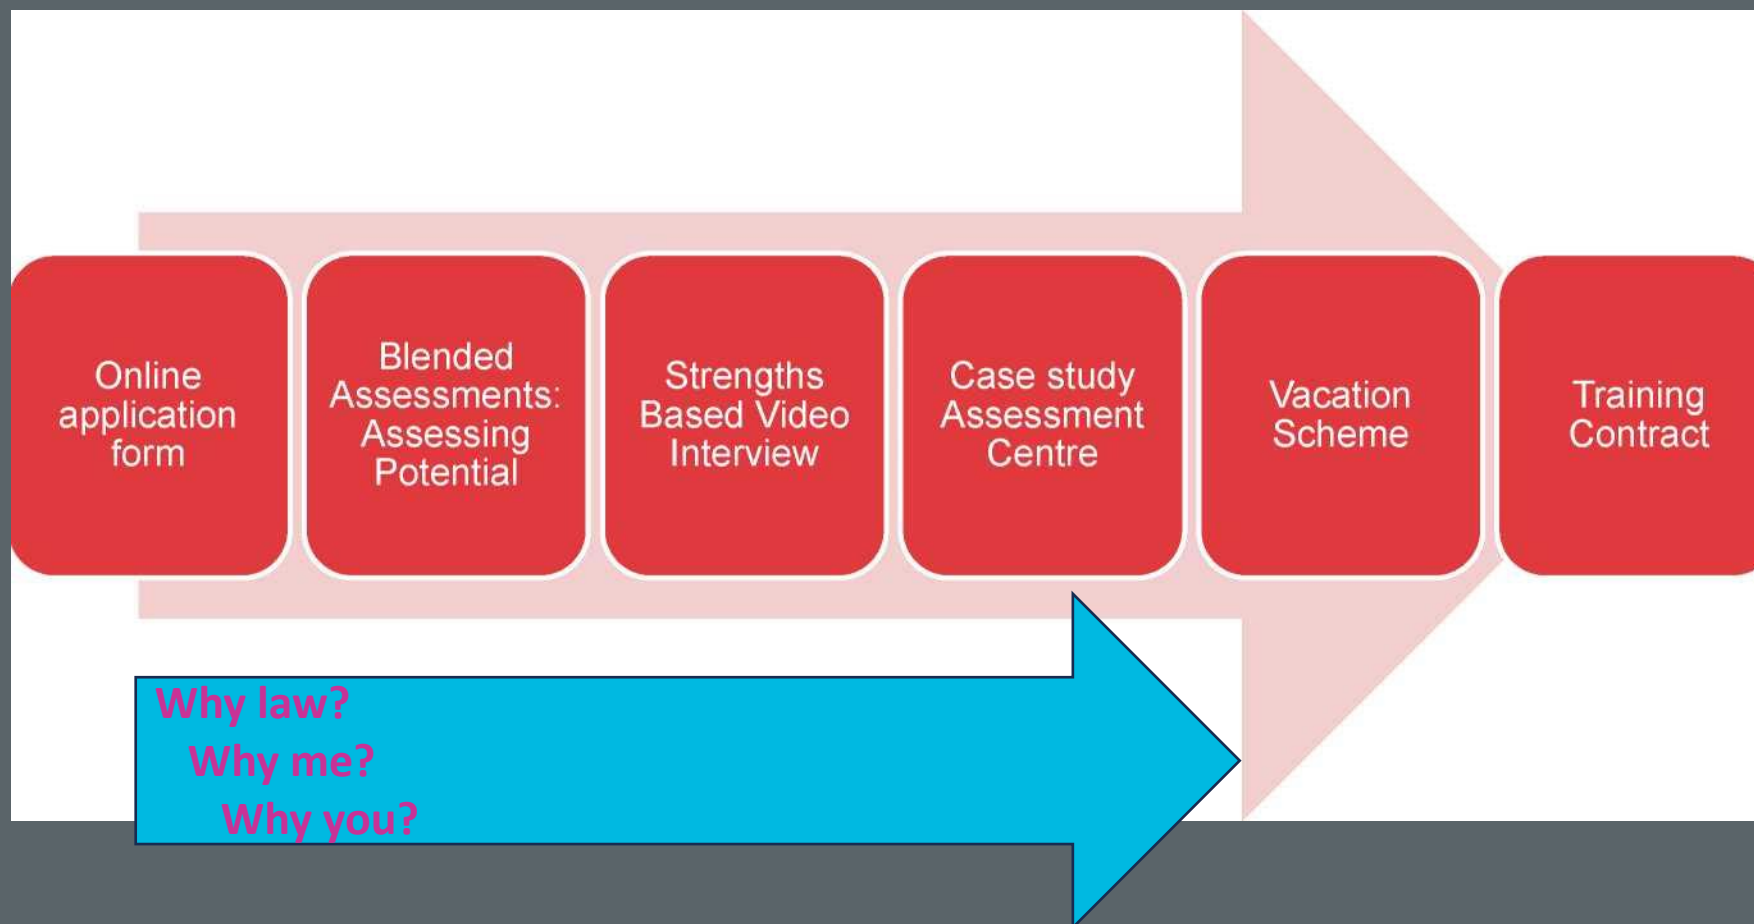 Online
application
form
Blended
Assessments:
Assessing
Potential
Strengths
Based Video
Interview
Case study
Assessment
Centre
Vacation
Scheme
Training
Contract
Why law?
Why me?
Why you?